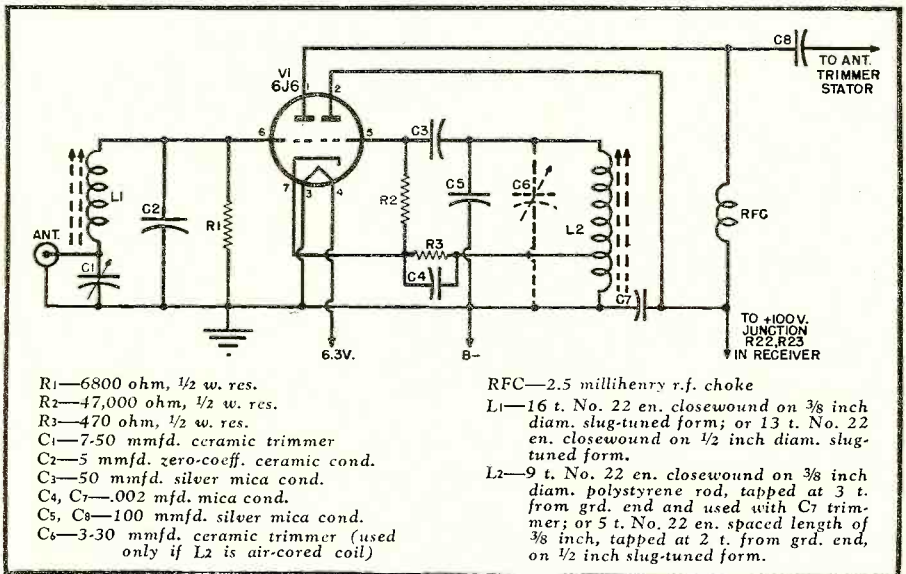 C8
TO ANT.
TRIMMER
STATOR
V1
6J6
1
2
6
5
C3
7
3
4
L1
C2
R1
R2
C5
C6
L2
RFC
ANT.
C1
R3
C4
C7
6.3V.
B-
TO +100V.
JUNCTION
R22,R23
IN RECEIVER
R1—6800 ohm, 1/2 w. res.
R2—47,000 ohm, 1/2 w. res.
R3—470 ohm, 1/2 w. res.
C1—7-50 mmfd. ceramic trimmer
C2—5 mmfd. zero-coeff. ceramic cond.
C3—50 mmfd. silver mica cond.
C4, C7—.002 mfd. mica cond.
C5, C8—100 mmfd. silver mica cond.
C6—3-30 mmfd. ceramic trimmer (used
only if L2 is air-cored coil)
RFC—2.5 millihenry r.f. choke
L1—16 t. No. 22 en. closewound on 3/8 inch
diam. slug-tuned form; or 13 t. No. 22
en. closewound on 1/2 inch diam. slug-
tuned form.
L2—9 t. No. 22 en. closewound on 3/8 inch
diam. polystyrene rod, tapped at 3 t.
from grd. end and used with C7 trim-
mer; or 5 t. No. 22 en. spaced length of
3/8 inch, tapped at 2 t. from grd. end,
on 1/2 inch slug-tuned form.